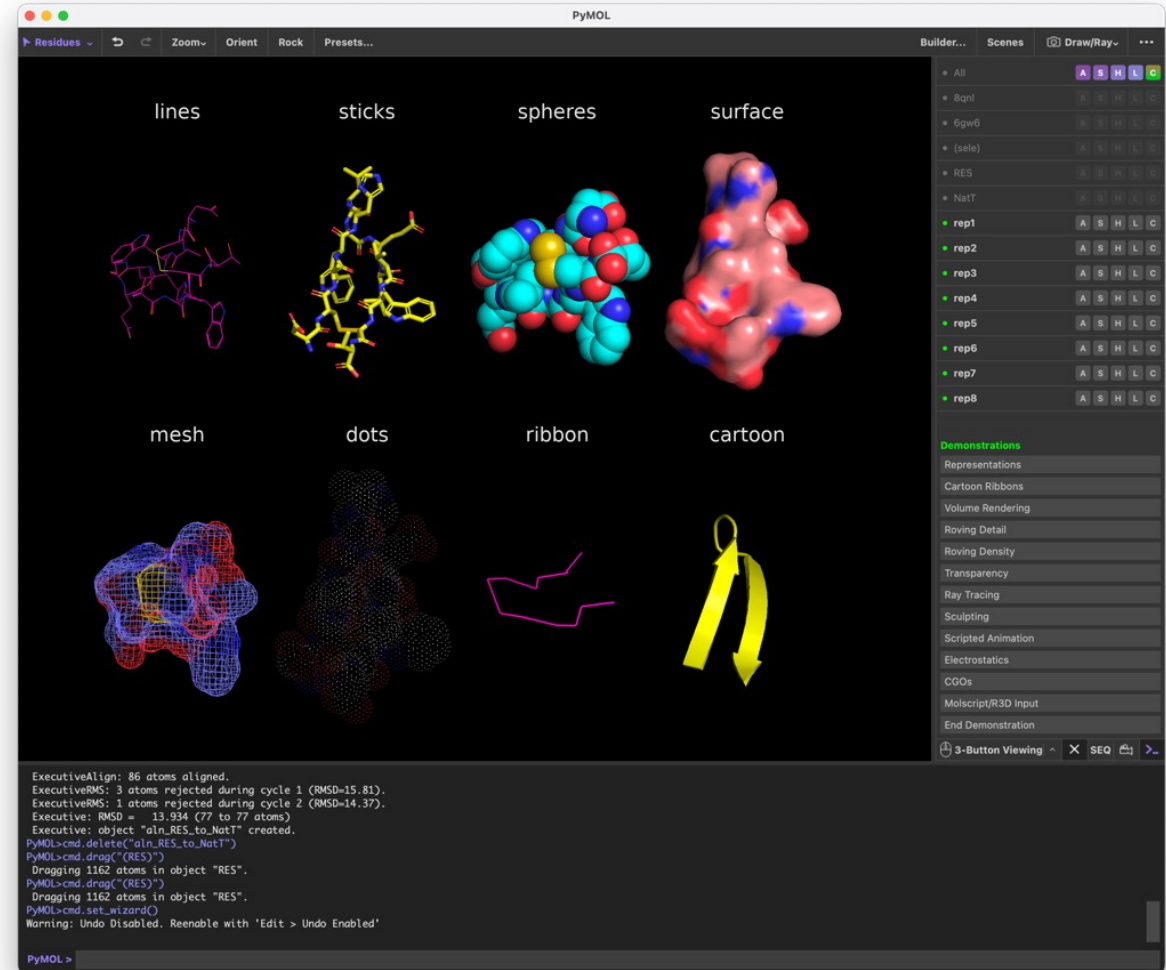 PyMOL
Residues Zoom Orient Rock Presets... Builder... Scenes Draw/Ray
lines sticks spheres surface
mesh dots ribbon cartoon
All A S H L C
8qnl A S H L C
6gw6 A S H L C
(sele) A S H L C
RES A S H L C
NatT A S H L C
rep1 A S H L C
rep2 A S H L C
rep3 A S H L C
rep4 A S H L C
rep5 A S H L C
rep6 A S H L C
rep7 A S H L C
rep8 A S H L C
Demonstrations
Representations
Cartoon Ribbons
Volume Rendering
Roving Detail
Roving Density
Transparency
Ray Tracing
Sculpting
Scripted Animation
Electrostatics
CGOs
Molscript/R3D Input
End Demonstration
3-Button Viewing SEQ
ExecutiveAlign: 86 atoms aligned.
ExecutiveRMS: 3 atoms rejected during cycle 1 (RMSD=15.81).
ExecutiveRMS: 1 atoms rejected during cycle 2 (RMSD=14.37).
Executive: RMSD = 13.934 (77 to 77 atoms)
Executive: object "aln_RES_to_NatT" created.
PyMOL>cmd.delete("aln_RES_to_NatT")
PyMOL>cmd.drag("(RES)")
Dragging 1162 atoms in object "RES".
PyMOL>cmd.drag("(RES)")
Dragging 1162 atoms in object "RES".
PyMOL>cmd.set_wizard()
Warning: Undo Disabled. Reenable with 'Edit > Undo Enabled'
PyMOL >